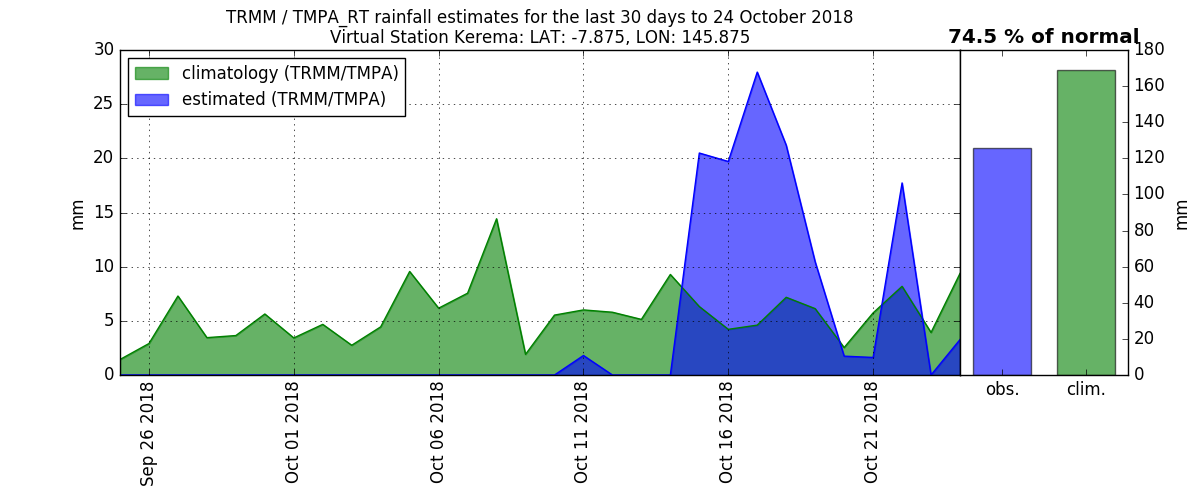 TRMM / TMPA_RT rainfall estimates for the last 30 days to 24 October 2018
Virtual Station Kerema: LAT: -7.875, LON: 145.875
74.5 % of normal
climatology (TRMM/TMPA)
estimated (TRMM/TMPA)
30
25
20
15
10
5
0
mm
Sep 26 2018
Oct 01 2018
Oct 06 2018
Oct 11 2018
Oct 16 2018
Oct 21 2018
180
160
140
120
100
80
60
40
20
0
mm
obs.
clim.